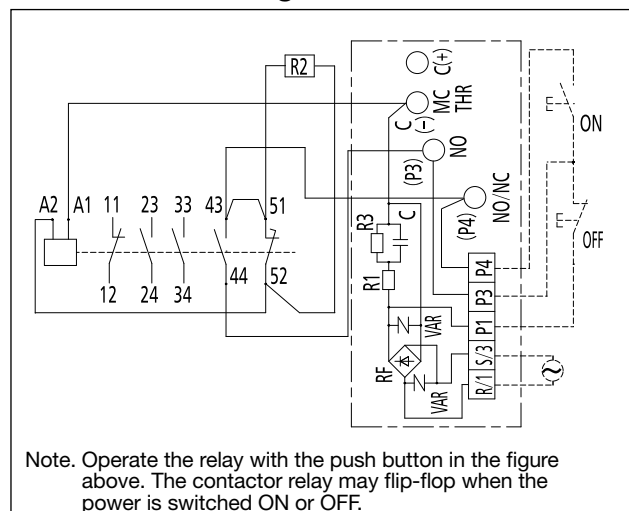 R2
C(+)
MC
THR
C
(-)
NO
(P3)
NO/NC
(P4)
ON
OFF
A2 A1 11 23 33 43 51
12 24 34 44 52
R3
C
R1
VAR
RF
VAR
P4
P3
P1
S/3
R/1
Note. Operate the relay with the push button in the figure
above. The contactor relay may flip-flop when the
power is switched ON or OFF.